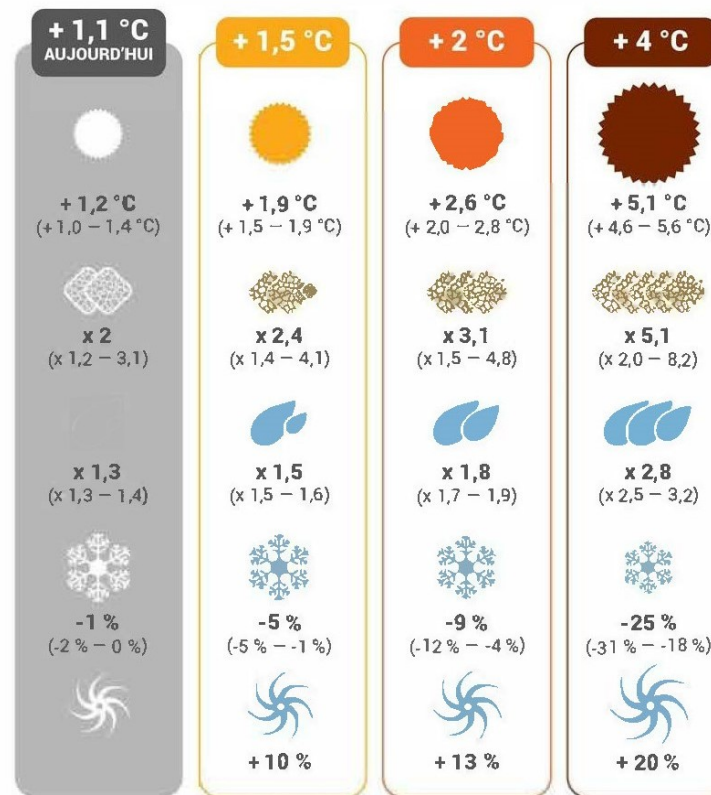 + 1,1 °C
AUJOURD'HUI
+ 1,2 °C
(+ 1,0 – 1,4 °C)
x 2
(x 1,2 – 3,1)
x 1,3
(x 1,3 – 1,4)
-1 %
(-2 % – 0 %)
+ 1,5 °C
+ 1,9 °C
(+ 1,5 – 1,9 °C)
x 2,4
(x 1,4 – 4,1)
x 1,5
(x 1,5 – 1,6)
-5 %
(-5 % – -1 %)
+ 10 %
+ 2 °C
+ 2,6 °C
(+ 2,0 – 2,8 °C)
x 3,1
(x 1,5 – 4,8)
x 1,8
(x 1,7 – 1,9)
-9 %
(-12 % – -4 %)
+ 13 %
+ 4 °C
+ 5,1 °C
(+ 4,6 – 5,6 °C)
x 5,1
(x 2,0 – 8,2)
x 2,8
(x 2,5 – 3,2)
-25 %
(-31 % – -18 %)
+ 20 %